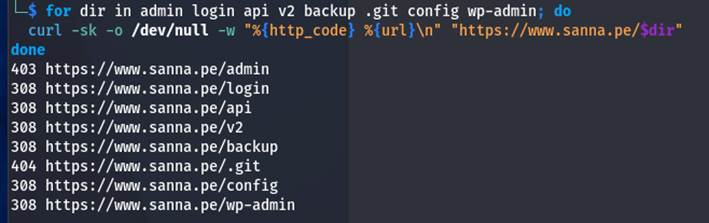 └─$ for dir in admin login api v2 backup .git config wp-admin; do
curl -sk -o /dev/null -w "%{http_code} %{url}\n" "https://www.sanna.pe/$dir"
done
403 https://www.sanna.pe/admin
308 https://www.sanna.pe/login
308 https://www.sanna.pe/api
308 https://www.sanna.pe/v2
308 https://www.sanna.pe/backup
404 https://www.sanna.pe/.git
308 https://www.sanna.pe/config
308 https://www.sanna.pe/wp-admin